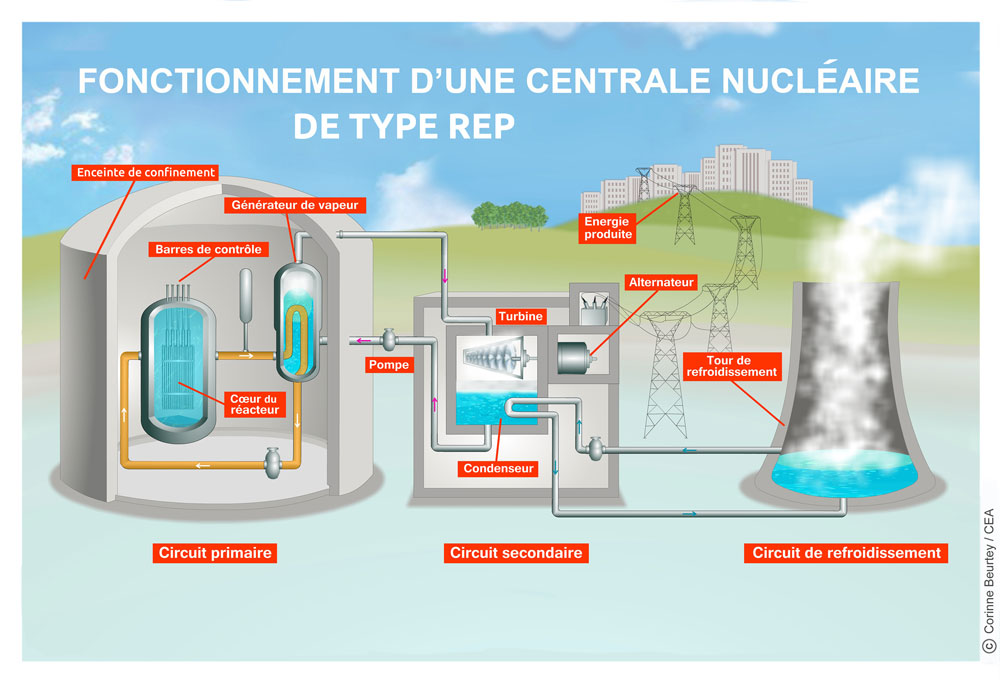 FONCTIONNEMENT D’UNE CENTRALE NUCLÉAIRE
DE TYPE REP
Enceinte de confinement
Générateur de vapeur
Barres de contrôle
Energie
produite
Alternateur
Turbine
Pompe
Tour de
refroidissement
Cœur du
réacteur
Condenseur
Circuit primaire
Circuit secondaire
Circuit de refroidissement
© Corinne Beurtey / CEA